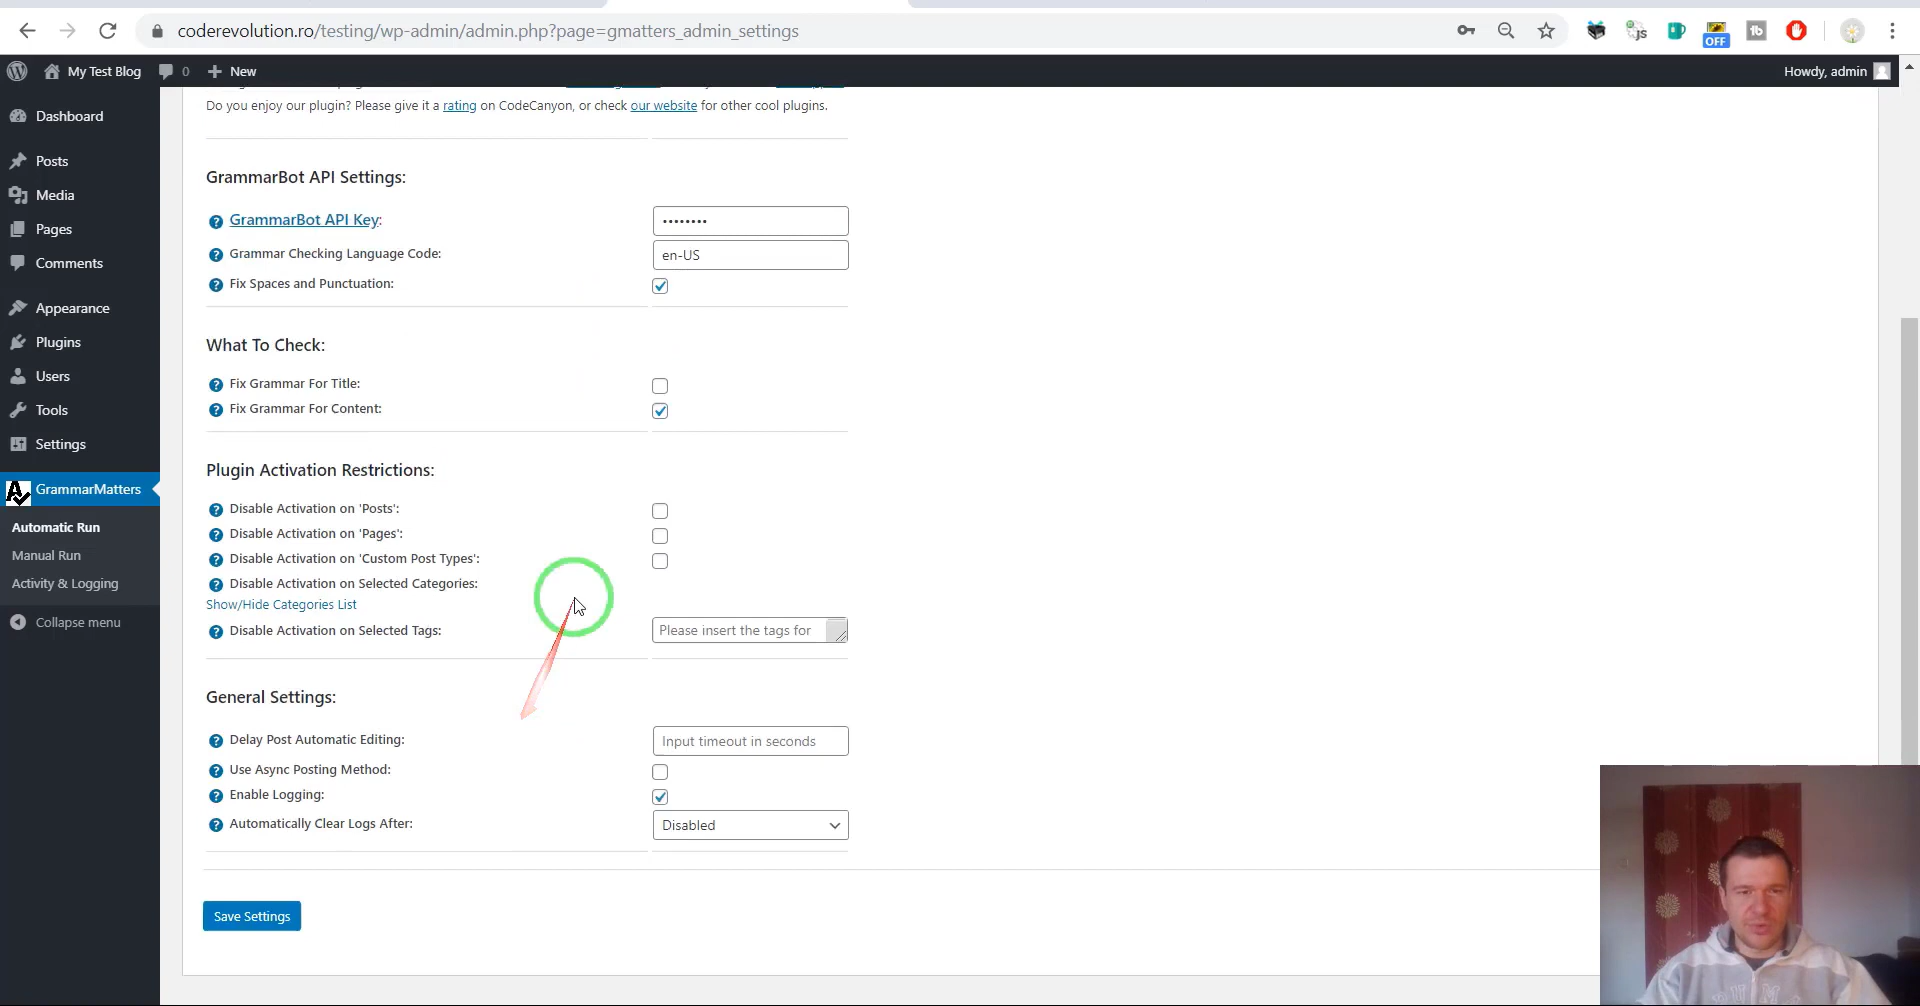 coderevolution.ro/testing/wp-admin/admin.php?page=gmatters_admin_settings
JS
OFF
tb
My Test Blog
0
New
Howdy, admin
Dashboard
Posts
Media
Pages
Comments
Appearance
Plugins
Users
Tools
Settings
GrammarMatters
Automatic Run
Manual Run
Activity & Logging
Collapse menu
Do you enjoy our plugin? Please give it a rating on CodeCanyon, or check our website for other cool plugins.
GrammarBot API Settings:
GrammarBot API Key: ••••••••
Grammar Checking Language Code: en-US
Fix Spaces and Punctuation:
What To Check:
Fix Grammar For Title:
Fix Grammar For Content:
Plugin Activation Restrictions:
Disable Activation on 'Posts':
Disable Activation on 'Pages':
Disable Activation on 'Custom Post Types':
Disable Activation on Selected Categories:
Show/Hide Categories List
Disable Activation on Selected Tags: Please insert the tags for
General Settings:
Delay Post Automatic Editing: Input timeout in seconds
Use Async Posting Method:
Enable Logging:
Automatically Clear Logs After: Disabled
Save Settings